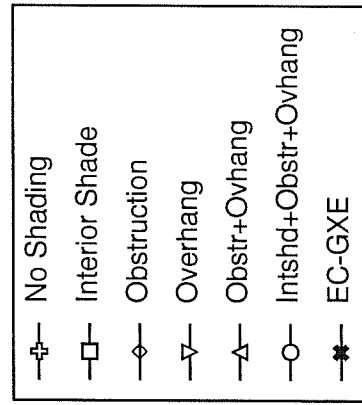 No Shading
Interior Shade
Obstruction
Overhang
Obstr+Ovhang
Intshd+Obstr+Ovhang
EC-GXE